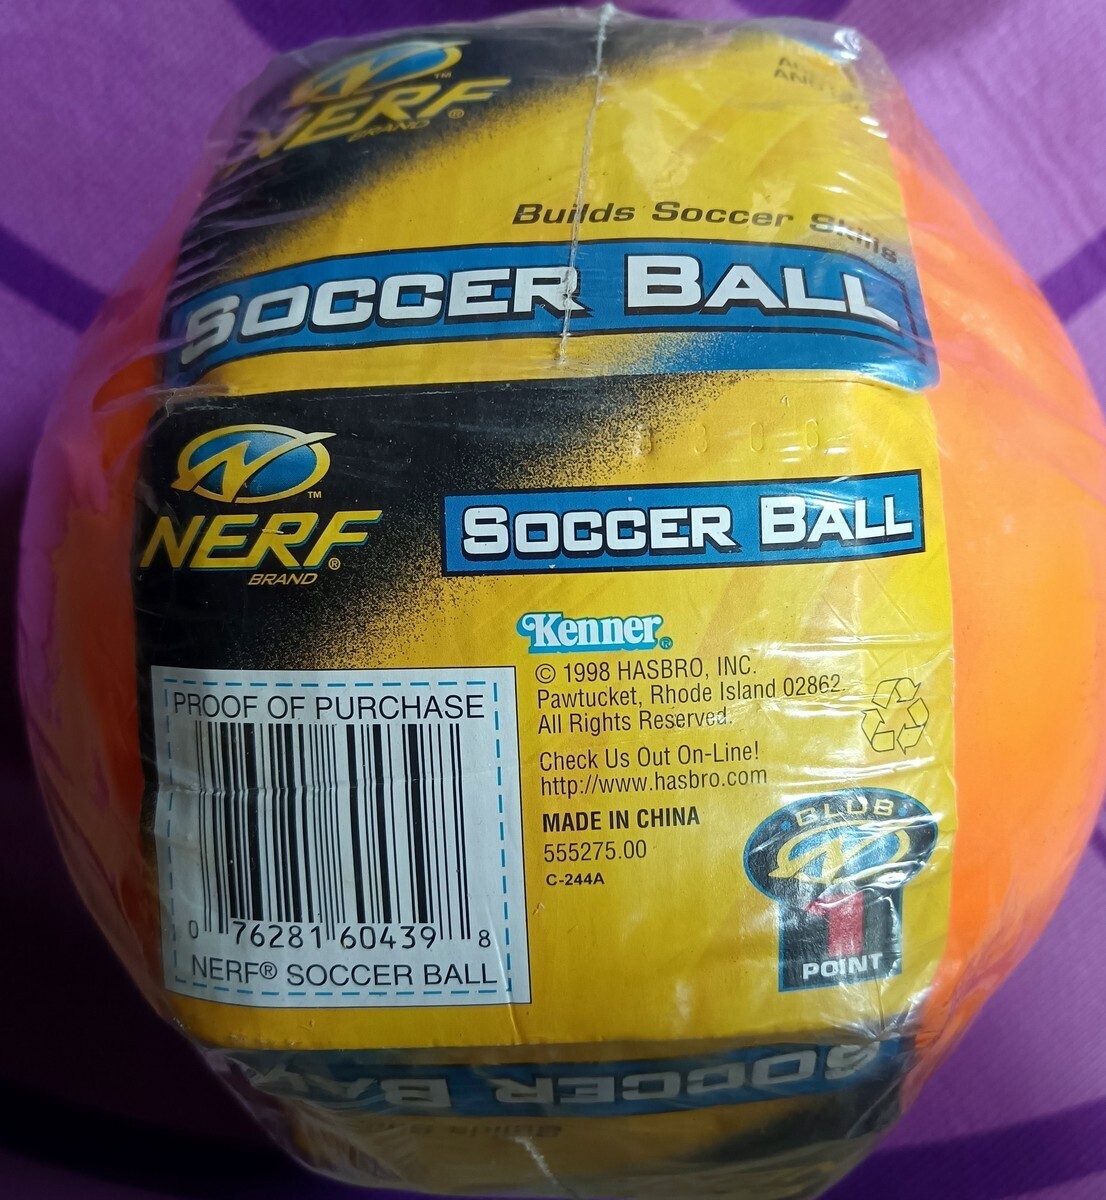 NERF®
BRAND
Builds Soccer Skills
SOCCER BALL
NERF®
BRAND
SOCCER BALL
Kenner®
© 1998 HASBRO, INC.
Pawtucket, Rhode Island 02862.
All Rights Reserved.
Check Us Out On-Line!
http://www.hasbro.com
MADE IN CHINA
555275.00
C-244A
PROOF OF PURCHASE
0 76281 60439 8
NERF® SOCCER BALL
CLUB
1
POINT
SOCCER BALL